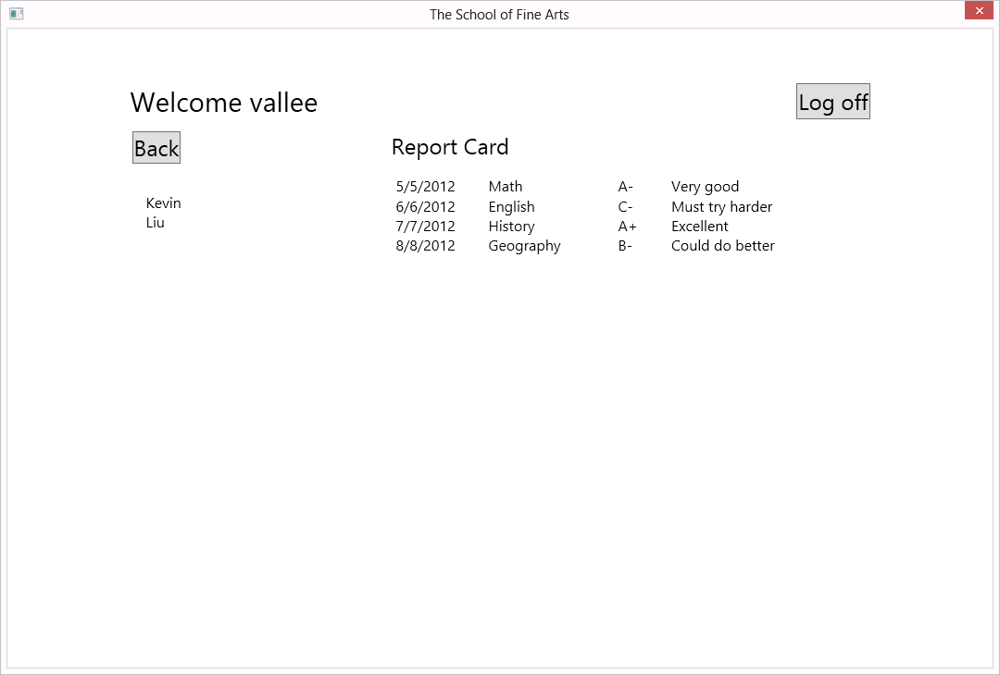 The School of Fine Arts
Welcome vallee
Log off
Back
Report Card
Kevin
Liu
5/5/2012 Math A- Very good
6/6/2012 English C- Must try harder
7/7/2012 History A+ Excellent
8/8/2012 Geography B- Could do better